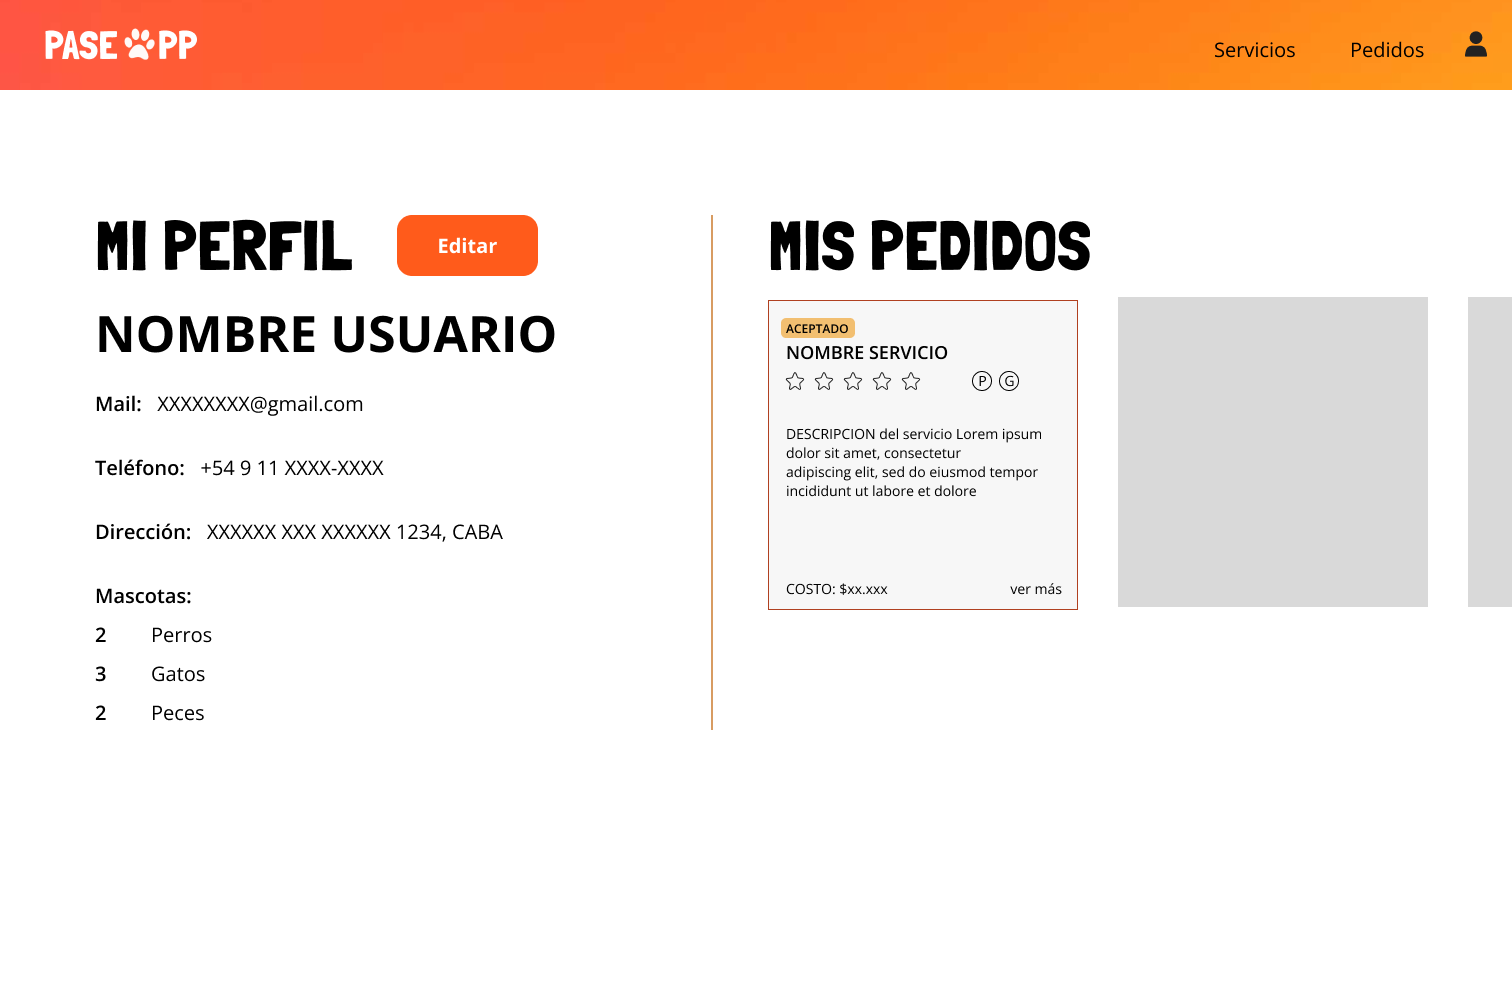 PASE PP
Servicios
Pedidos
MI PERFIL
Editar
NOMBRE USUARIO
Mail: XXXXXXXX@gmail.com
Teléfono: +54 9 11 XXXX-XXXX
Dirección: XXXXXX XXX XXXXXX 1234, CABA
Mascotas:
2 Perros
3 Gatos
2 Peces
MIS PEDIDOS
ACEPTADO
NOMBRE SERVICIO
P G
DESCRIPCION del servicio Lorem ipsum
dolor sit amet, consectetur
adipiscing elit, sed do eiusmod tempor
incididunt ut labore et dolore
COSTO: $xx.xxx
ver más